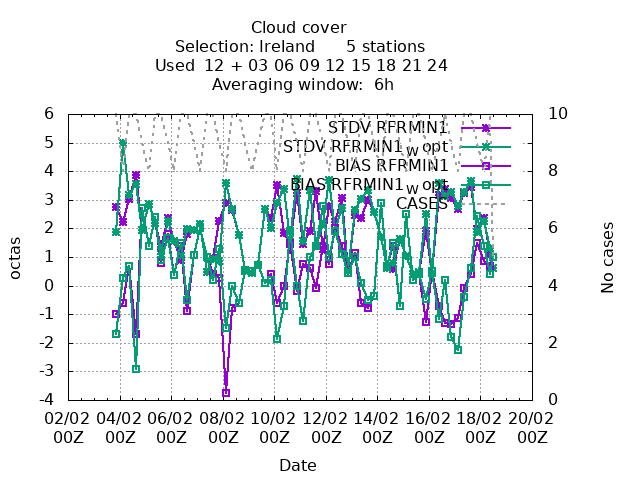 Cloud cover
Selection: Ireland 5 stations
Used 12 + 03 06 09 12 15 18 21 24
Averaging window: 6h
STDV RFRMIN1
STDV RFRMIN1_W opt
BIAS RFRMIN1
BIAS RFRMIN1_W opt
CASES
6
5
4
3
2
1
0
-1
-2
-3
-4
octas
10
8
6
4
2
0
No cases
02/02 04/02 06/02 08/02 10/02 12/02 14/02 16/02 18/02 20/02
00Z 00Z 00Z 00Z 00Z 00Z 00Z 00Z 00Z 00Z
Date